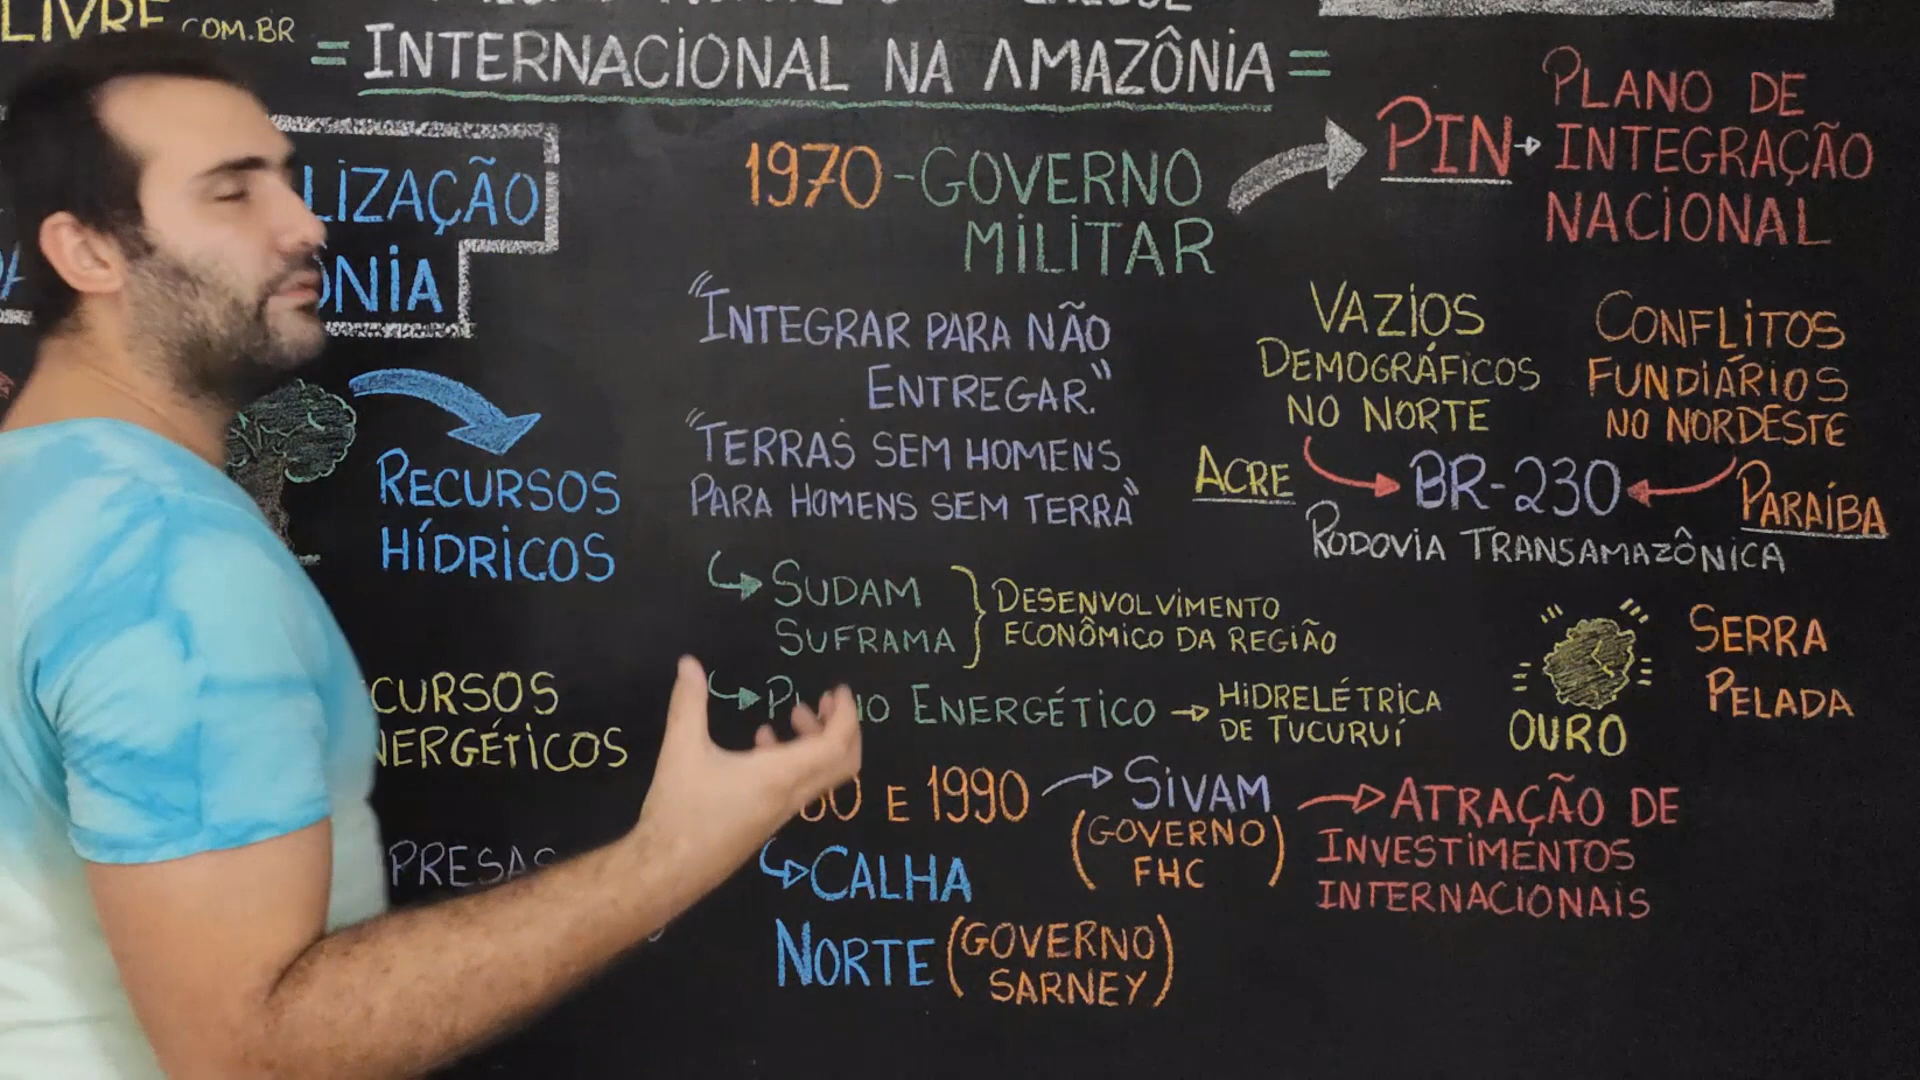 LIVRE.COM.BR
= INTERNACIONAL NA AMAZÔNIA =
LIZAÇÃO
ÔNIA
RECURSOS
HÍDRICOS
CURSOS
NERGÉTICOS
PRESAS
1970 - GOVERNO
MILITAR
PIN → PLANO DE
INTEGRAÇÃO
NACIONAL
"INTEGRAR PARA NÃO
ENTREGAR."
"TERRAS SEM HOMENS
PARA HOMENS SEM TERRA"
VAZIOS
DEMOGRÁFICOS
NO NORTE
CONFLITOS
FUNDIÁRIOS
NO NORDESTE
ACRE
BR-230
PARAÍBA
RODOVIA TRANSAMAZÔNICA
SUDAM
SUFRAMA
DESENVOLVIMENTO
ECONÔMICO DA REGIÃO
ENERGÉTICO → HIDRELÉTRICA
DE TUCURUÍ
OURO
SERRA
PELADA
E 1990
SIVAM
(GOVERNO
FHC)
ATRAÇÃO DE
INVESTIMENTOS
INTERNACIONAIS
CALHA
NORTE (GOVERNO
SARNEY)